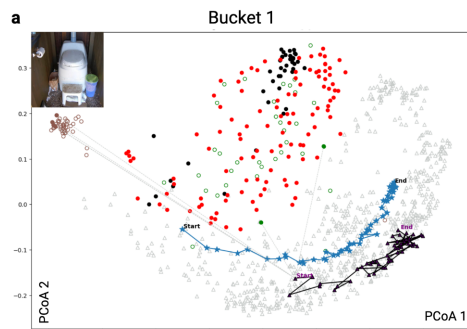 a
Bucket 1
0.3
0.2
0.1
0.0
−0.1
−0.2
Start
End
Start
End
PCoA 2
PCoA 1